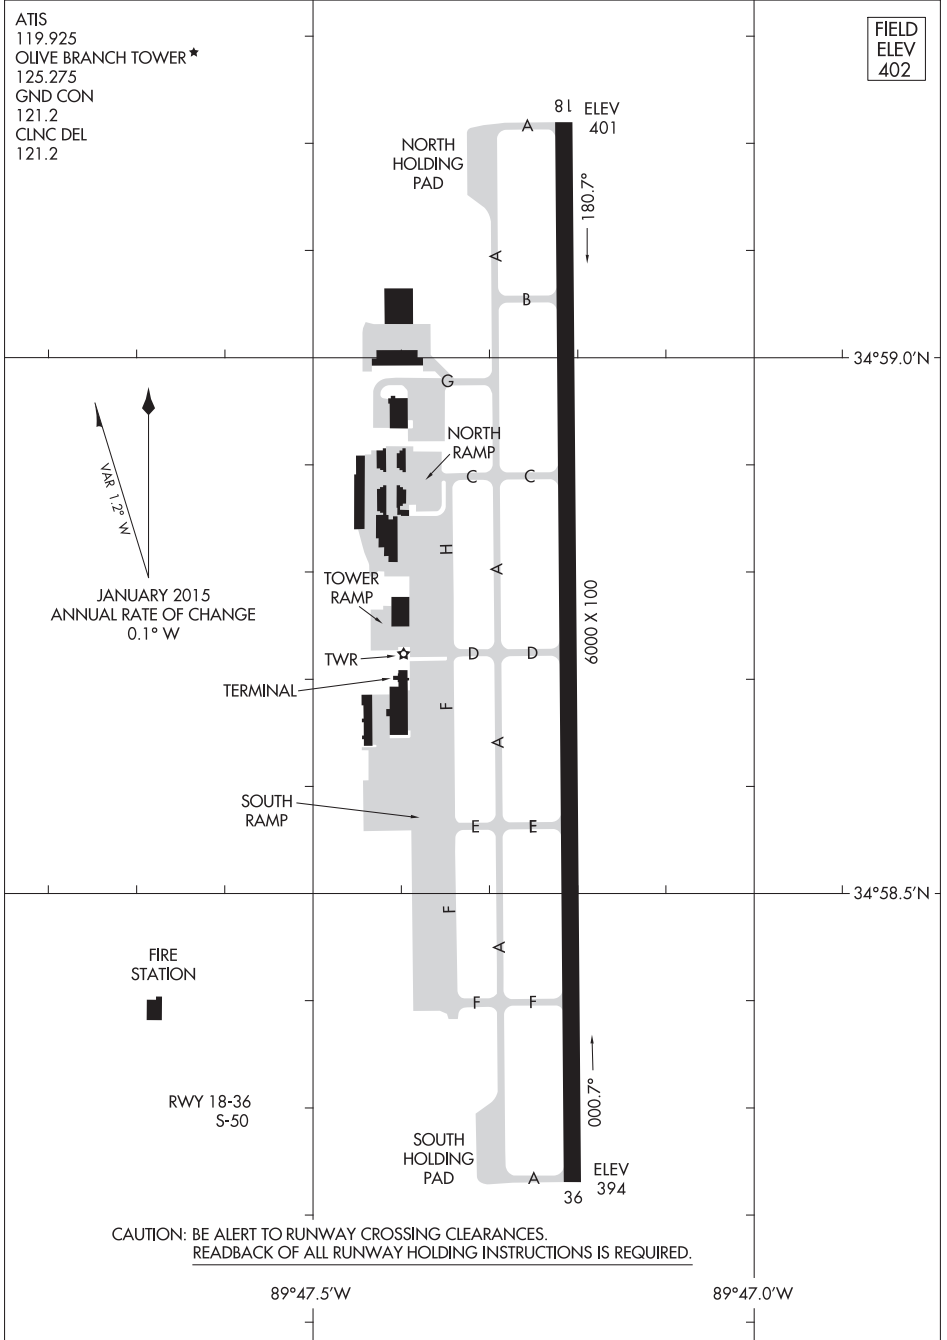 ATIS
119.925
OLIVE BRANCH TOWER★
125.275
GND CON
121.2
CLNC DEL
121.2
FIELD
ELEV
402
18
ELEV
401
A
NORTH
HOLDING
PAD
180.7°
A
B
34°59.0'N
G
VAR 1.2° W
JANUARY 2015
ANNUAL RATE OF CHANGE
0.1° W
NORTH
RAMP
C
C
H
A
TOWER
RAMP
6000 X 100
TWR
D
D
TERMINAL
F
A
SOUTH
RAMP
E
E
34°58.5'N
F
A
FIRE
STATION
F
F
000.7°
RWY 18-36
S-50
SOUTH
HOLDING
PAD
A
ELEV
394
36
CAUTION: BE ALERT TO RUNWAY CROSSING CLEARANCES.
READBACK OF ALL RUNWAY HOLDING INSTRUCTIONS IS REQUIRED.
89°47.5'W
89°47.0'W